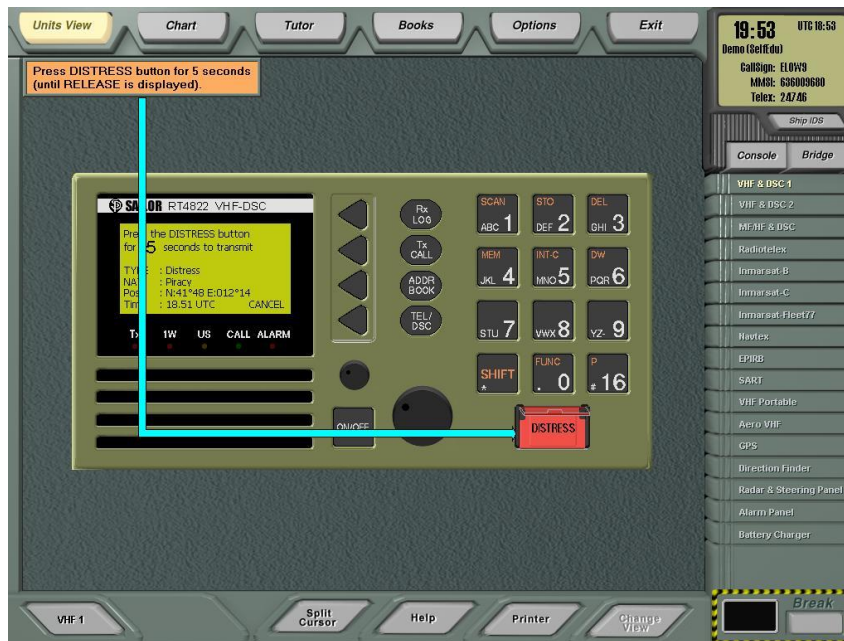 Units View
Chart
Tutor
Books
Options
Exit
19:53 UTC 18:53
Demo (SelfEdu)
CallSign: ELOW9
MMSI: 636009680
Telex: 24746
Ship IDS
Console Bridge
Press DISTRESS button for 5 seconds
(until RELEASE is displayed).
SAILOR RT4822 VHF-DSC
the DISTRESS button
for 5 seconds to transmit
: Distress
: Piracy
: N:41°48 E:012°14
: 18.51 UTC CANCEL
1W US CALL ALARM
Rx
LOG
Tx
CALL
ADDR
BOOK
TEL/
DSC
SCAN
ABC 1
STO
DEF 2
DEL
GHI 3
MEM
JKL 4
INT-C
MNO 5
DW
PQR 6
STU 7
VWX 8
YZ- 9
SHIFT
*
FUNC
. 0
P
# 16
ON/OFF
DISTRESS
VHF & DSC 1
VHF & DSC 2
MF/HF & DSC
Radiotelex
Inmarsat-B
Inmarsat-C
Inmarsat-Fleet77
Navtex
EPIRB
SART
VHF Portable
Aero VHF
GPS
Direction Finder
Radar & Steering Panel
Alarm Panel
Battery Charger
VHF 1
Split
Cursor
Help
Printer
Change
View
Break